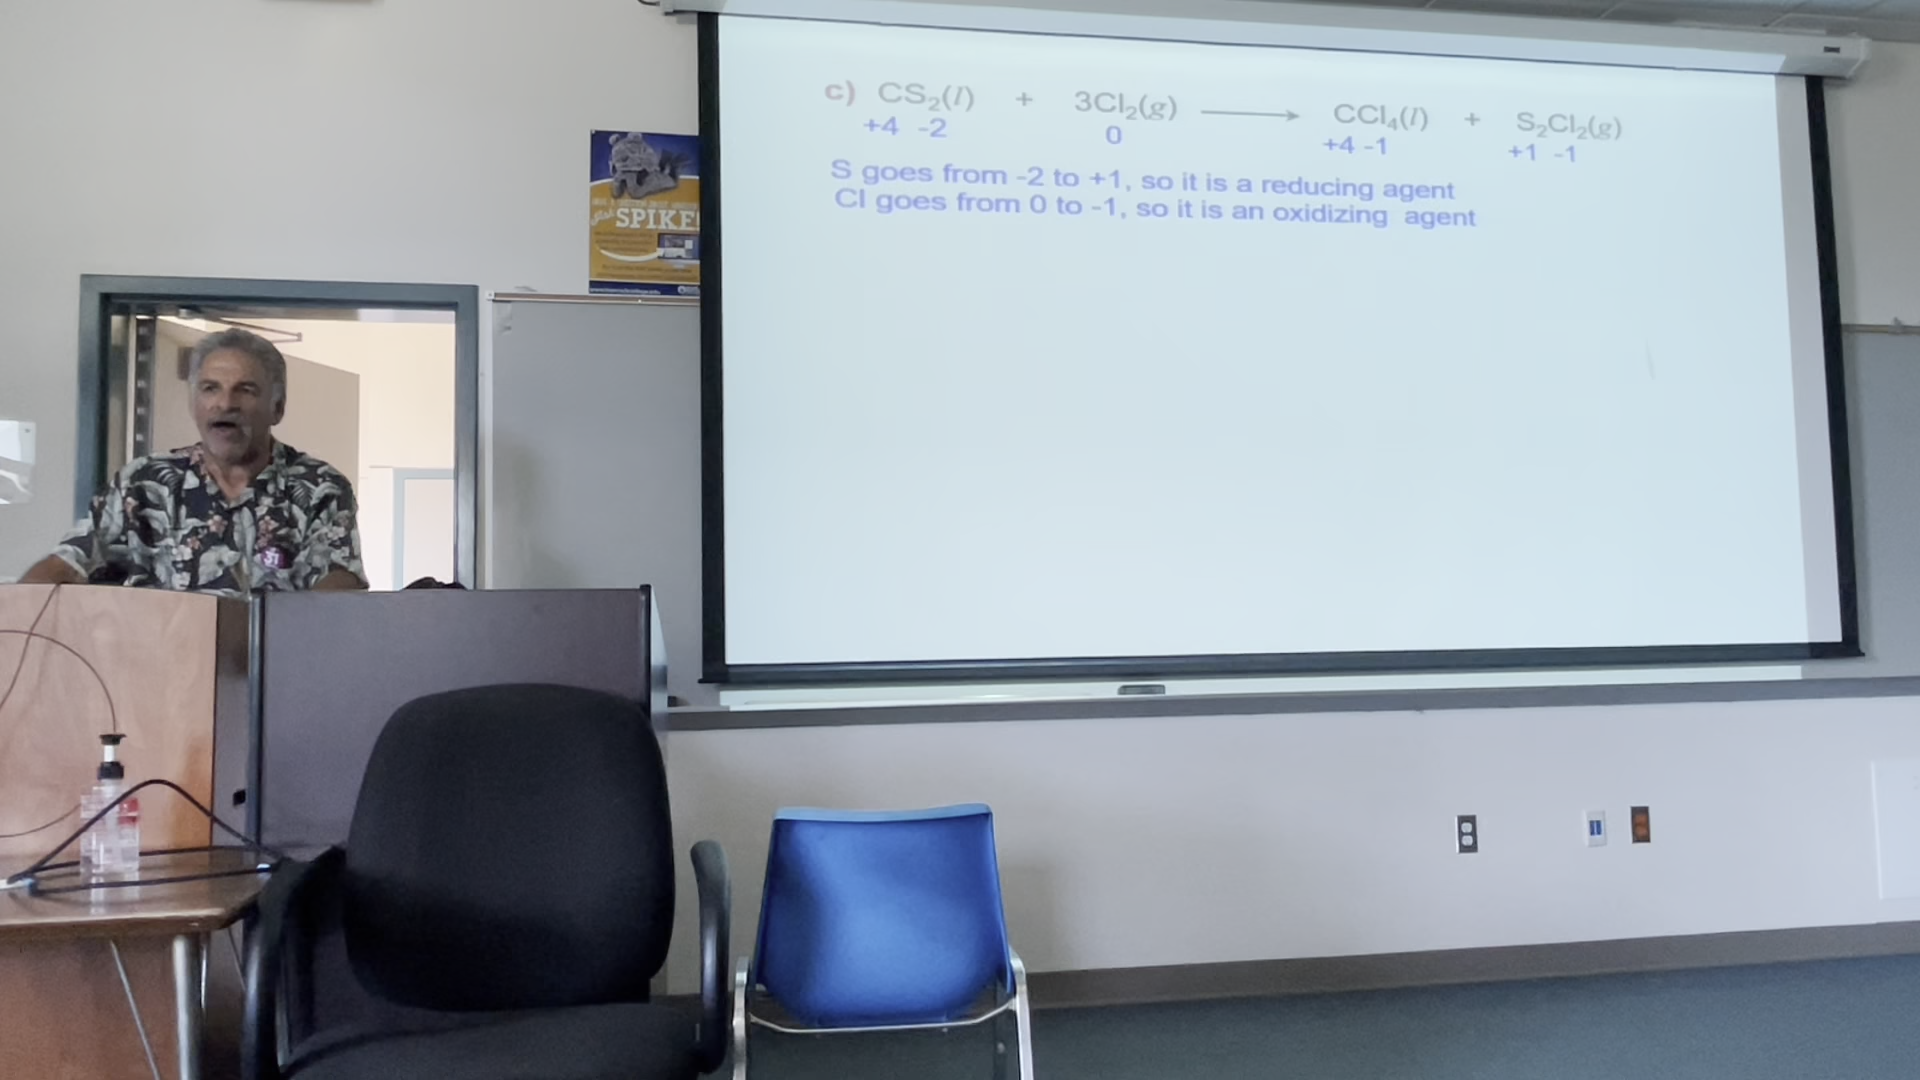 c) CS₂(l) + 3Cl₂(g) ⟶ CCl₄(l) + S₂Cl₂(g)
+4 -2 0 +4 -1 +1 -1
S goes from -2 to +1, so it is a reducing agent
Cl goes from 0 to -1, so it is an oxidizing agent
SPIKE
31